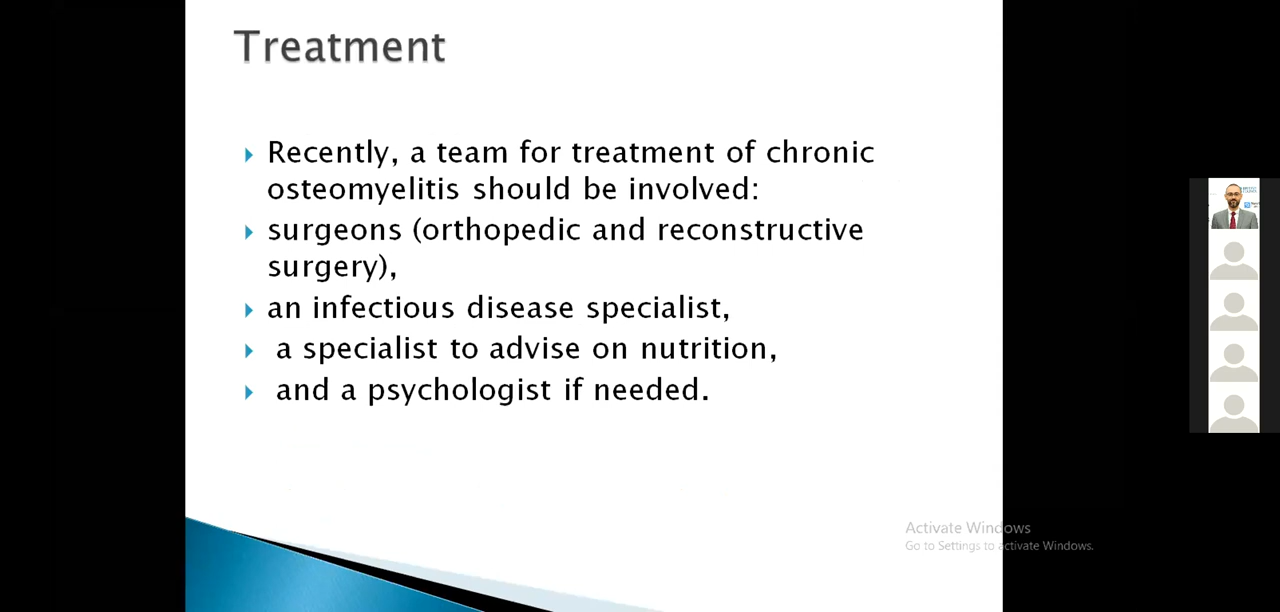 Treatment
Recently, a team for treatment of chronic
osteomyelitis should be involved:
surgeons (orthopedic and reconstructive
surgery),
an infectious disease specialist,
a specialist to advise on nutrition,
and a psychologist if needed.
Activate Windows
Go to Settings to activate Windows.